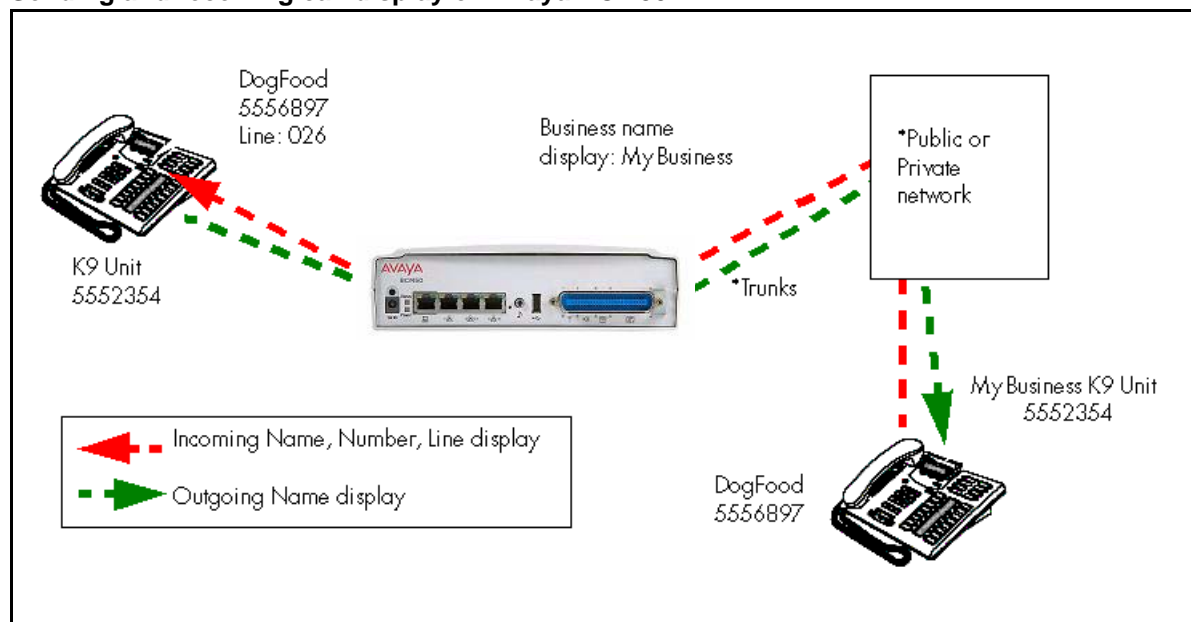 DogFood
5556897
Line: 026
Business name
display: My Business
*Public or
Private
network
K9 Unit
5552354
AVAYA
*Trunks
My Business K9 Unit
5552354
Incoming Name, Number, Line display
Outgoing Name display
DogFood
5556897